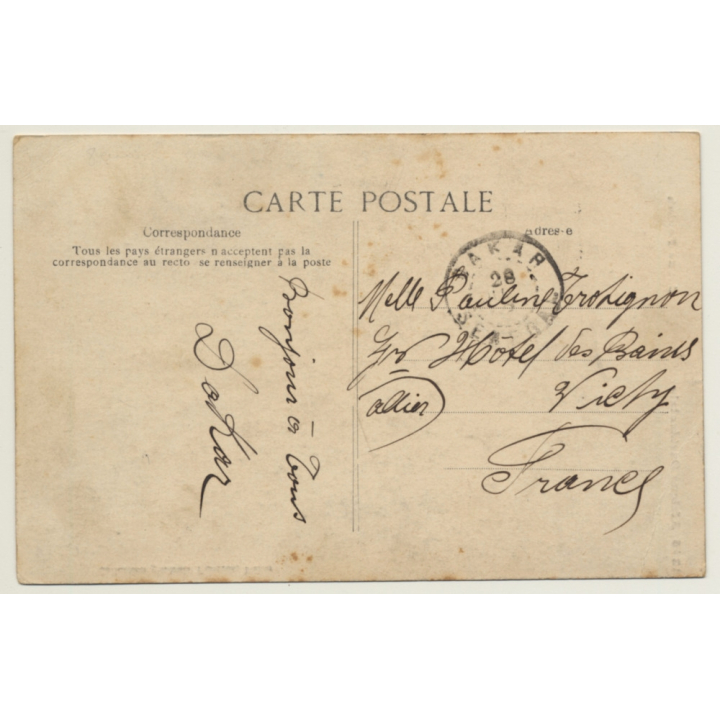 CARTE POSTALE
Correspondance
Tous les pays étrangers n'acceptent pas la
correspondance au recto se renseigner à la poste
Bonjour à Tous
Dakar
Adresse
DAKAR
28
Melle Pauline Trotignon
Gd Hotel des Bains
Vichy
(allier)
France